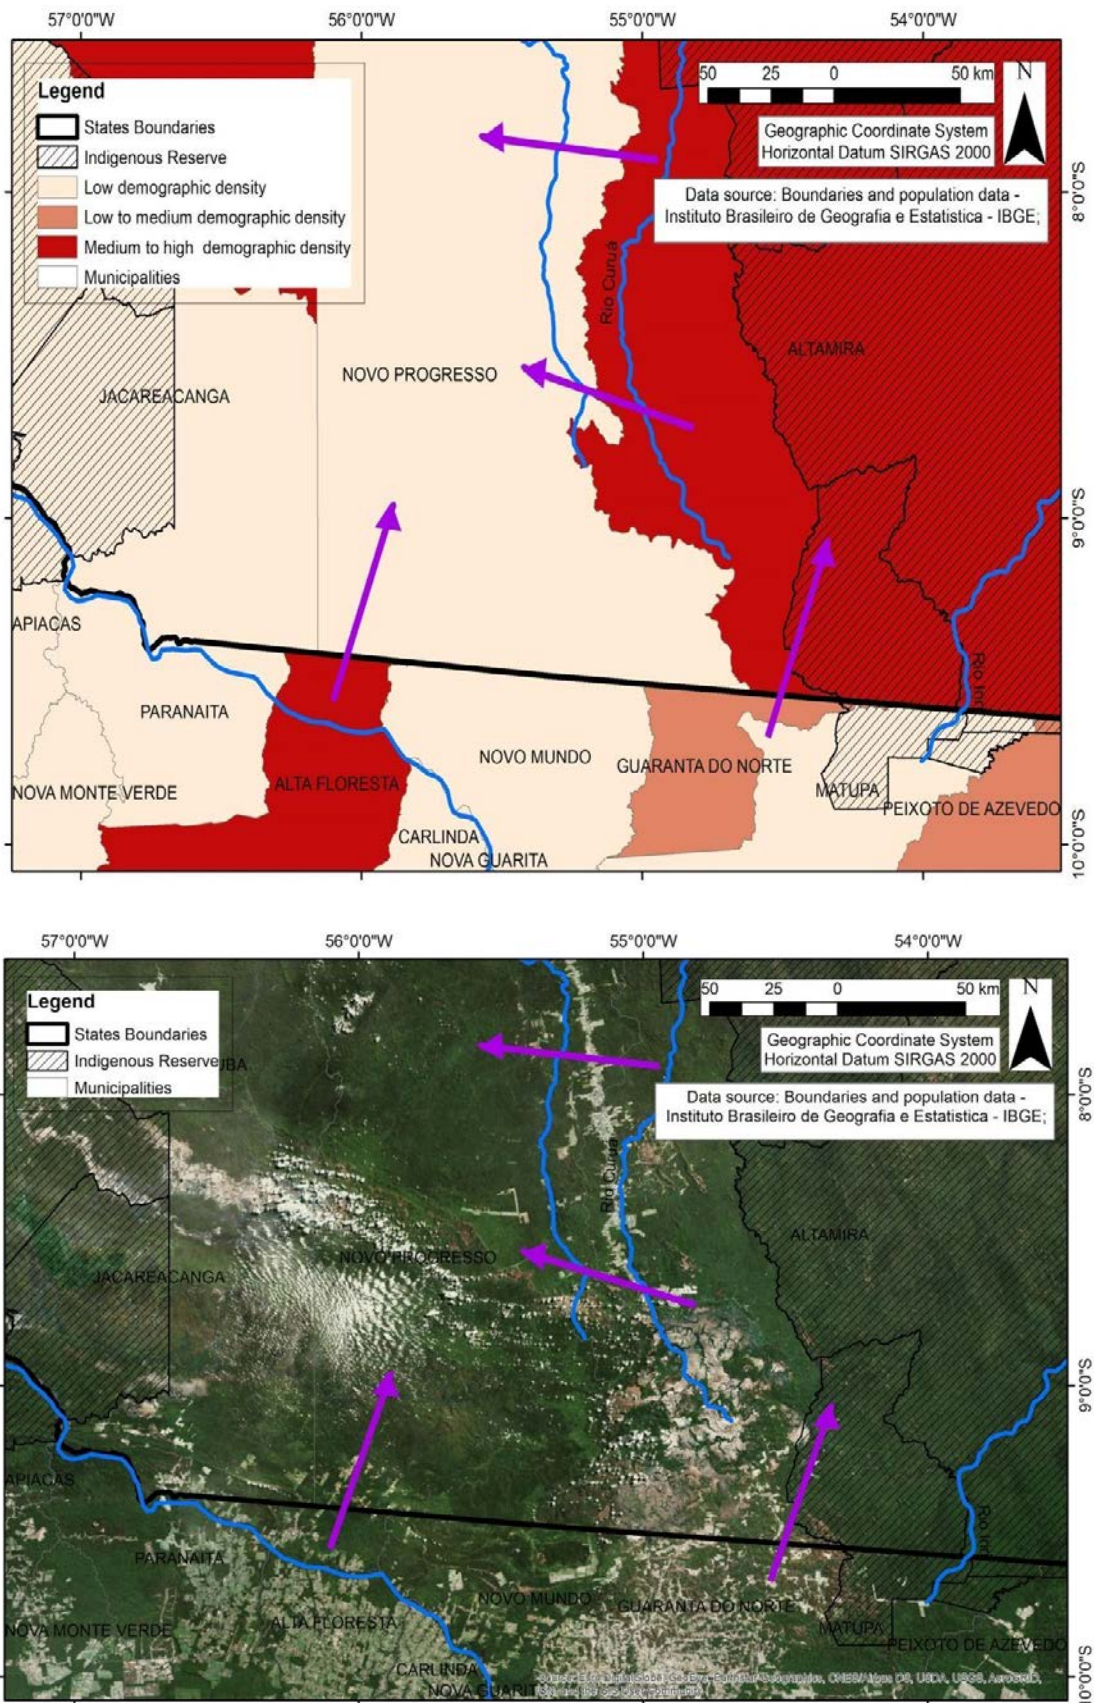 57°0'0"W 56°0'0"W 55°0'0"W 54°0'0"W
Legend
States Boundaries
Indigenous Reserve
Low demographic density
Low to medium demographic density
Medium to high demographic density
Municipalities
50 25 0 50 km
N
Geographic Coordinate System
Horizontal Datum SIRGAS 2000
Data source: Boundaries and population data -
Instituto Brasileiro de Geografia e Estatistica - IBGE;
8°0'0"S
Rio Curuá
ALTAMIRA
NOVO PROGRESSO
JACAREACANGA
9°0'0"S
APIACAS
Rio
PARANAITA
NOVO MUNDO
GUARANTA DO NORTE
ALTA FLORESTA
NOVA MONTE VERDE
MATUPA
PEIXOTO DE AZEVEDO
CARLINDA
NOVA GUARITA
10°0'0"S
57°0'0"W 56°0'0"W 55°0'0"W 54°0'0"W
Legend
States Boundaries
Indigenous Reserve
Municipalities
50 25 0 50 km
N
Geographic Coordinate System
Horizontal Datum SIRGAS 2000
Data source: Boundaries and population data -
Instituto Brasileiro de Geografia e Estatistica - IBGE;
8°0'0"S
Rio Curuá
ALTAMIRA
NOVO PROGRESSO
JACAREACANGA
9°0'0"S
APIACAS
Rio
PARANAITA
NOVO MUNDO
GUARANTA DO NORTE
ALTA FLORESTA
NOVA MONTE VERDE
MATUPA
PEIXOTO DE AZEVEDO
CARLINDA
NOVA GUARIT